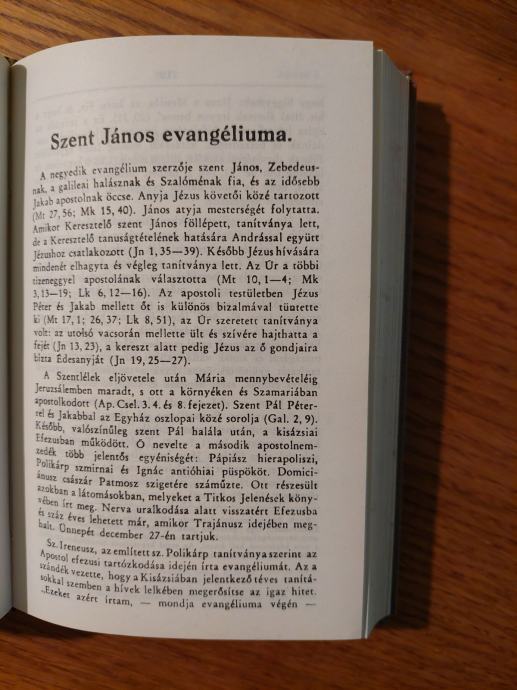 Szent János evangéliuma.
A negyedik evangélium szerzője szent János, Zebedeus-
nak, a galileai halásznak és Szalóménak fia, és az idősebb
Jakab apostolnak öccse. Anyja Jézus követői közé tartozott
(Mt 27, 56; Mk 15, 40). János atyja mesterségét folytatta.
Amikor Keresztelő szent János föllépett, tanítványa lett,
de a Keresztelő tanuságtételének hatására Andrással együtt
Jézushoz csatlakozott (Jn 1, 35—39). Később Jézus hívására
mindenét elhagyta és végleg tanítvány lett. Az Úr a többi
tizeneggyel apostolának választotta (Mt 10, 1—4; Mk
3, 13—19; Lk 6, 12—16). Az apostoli testületben Jézus
Péter és Jakab mellett őt is különös bizalmával tüntette
ki (Mt 17, 1; 26, 37; Lk 8, 51), az Úr szeretett tanítványa
volt: az utolsó vacsorán mellette ült és szívére hajthatta a
fejét (Jn 13, 23), a kereszt alatt pedig Jézus az ő gondjaira
bízta Édesanyját (Jn 19, 25—27).
A Szentlélek eljövetele után Mária mennybevételéig
Jeruzsálemben maradt, s ott a környéken és Szamariában
apostolkodott (Ap. Csel. 3. 4. és 8. fejezet). Szent Pál Péter-
rel és Jakabbal az Egyház oszlopai közé sorolja (Gal. 2, 9).
Később, valószínűleg szent Pál halála után, a kisázsiai
Efezusban működött. Ő nevelte a második apostolnem-
zedék több jelentős egyéniségét: Pápiász hierapoliszi,
Polikárp szmirnai és Ignác antióhiai püspököt. Domici-
ánusz császár Patmosz szigetére száműzte. Ott részesült
azokban a látomásokban, melyeket a Titkos Jelenések köny-
vében írt meg. Nerva uralkodása alatt visszatért Efezusba
és száz éves lehetett már, amikor Trajánusz idejében meg-
halt. Ünnepét december 27-én tartjuk.
Sz. Ireneusz, az említett sz. Polikárp tanítványa szerint az
Apostol efezusi tartózkodása idején írta evangéliumát. Az a
szándék vezette, hogy a Kisázsiában jelentkező téves tanítá-
sokkal szemben a hívek lelkében megerősítse az igaz hitet.
„Ezeket azért írtam, — mondja evangéliuma végén —